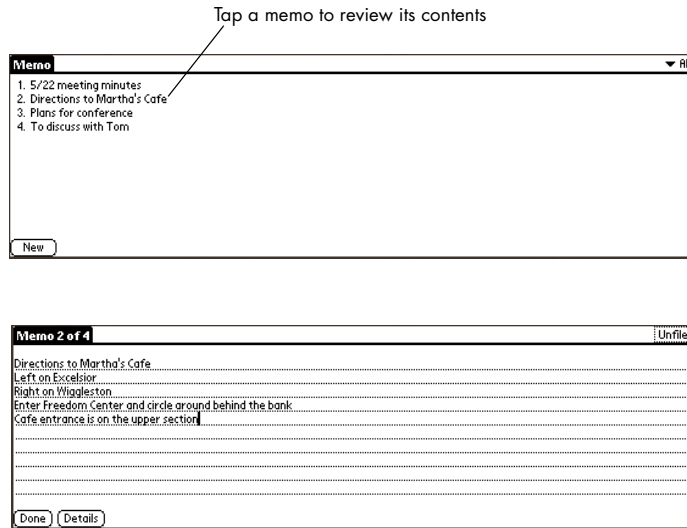 Tap a memo to review its contents
Memo
1. 5/22 meeting minutes
2. Directions to Martha's Cafe
3. Plans for conference
4. To discuss with Tom
New
Memo 2 of 4
Directions to Martha's Cafe
Left on Excelsior
Right on Wiggleston
Enter Freedom Center and circle around behind the bank
Cafe entrance is on the upper section
Done Details